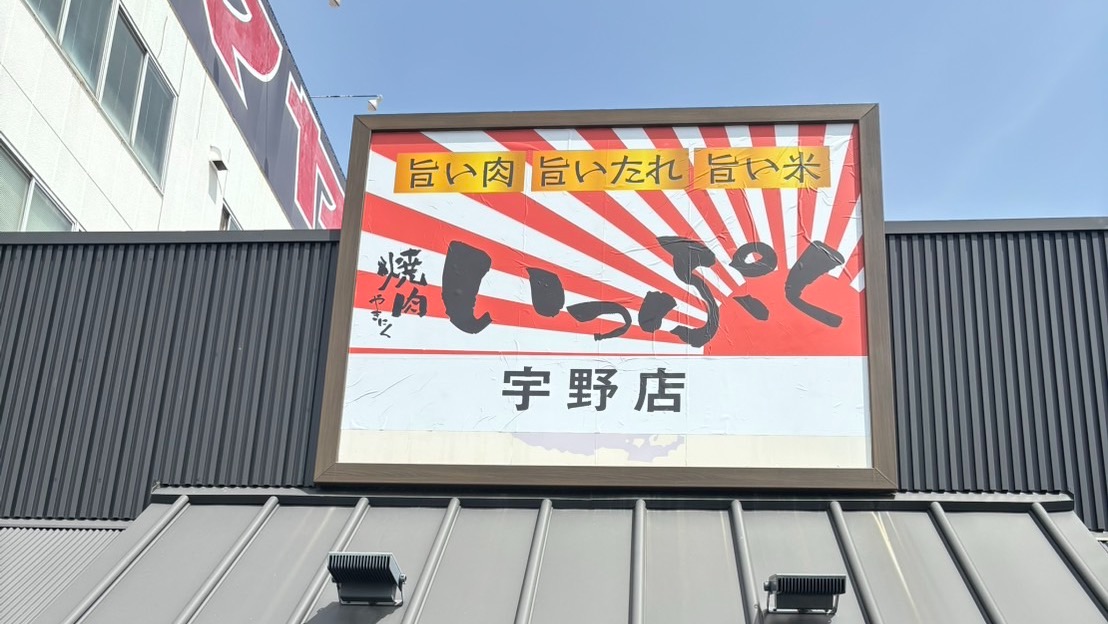 旨い肉 旨いたれ 旨い米
焼肉
やきにく
いっぷく
宇野店